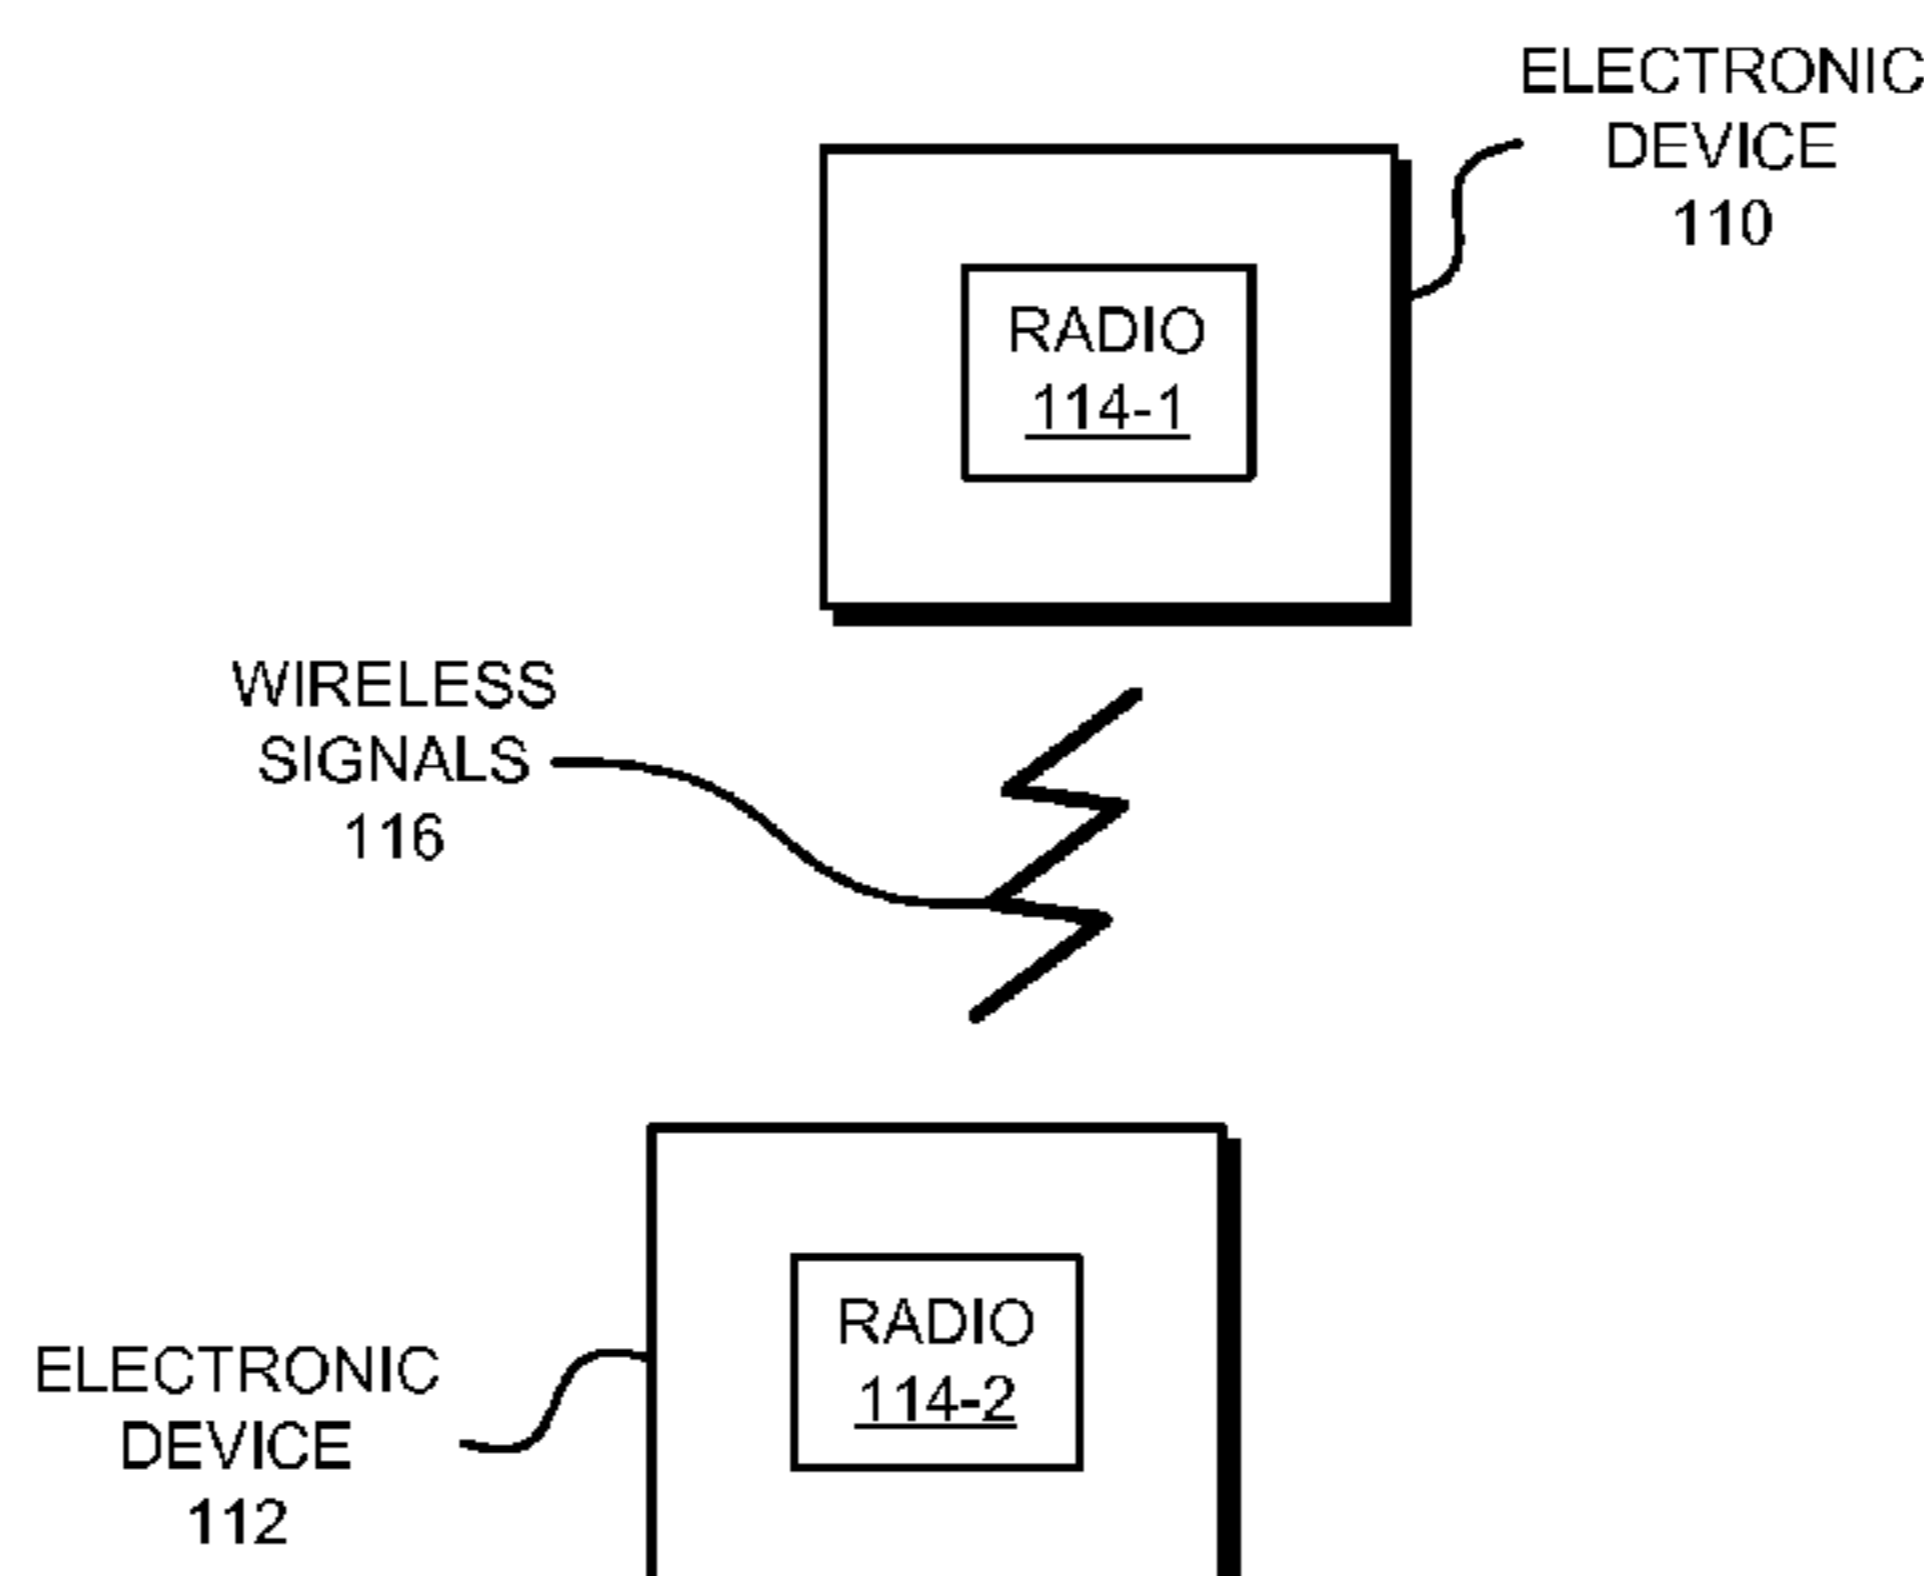 ELECTRONIC
DEVICE
110
RADIO
114-1
WIRELESS
SIGNALS
116
RADIO
114-2
ELECTRONIC
DEVICE
112